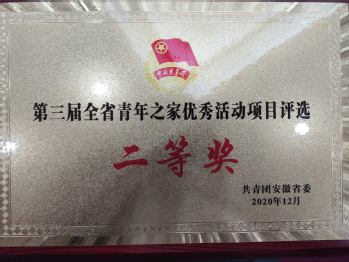 中国共青团
第三届全省青年之家优秀活动项目评选
二等奖
共青团安徽省委
2020年12月